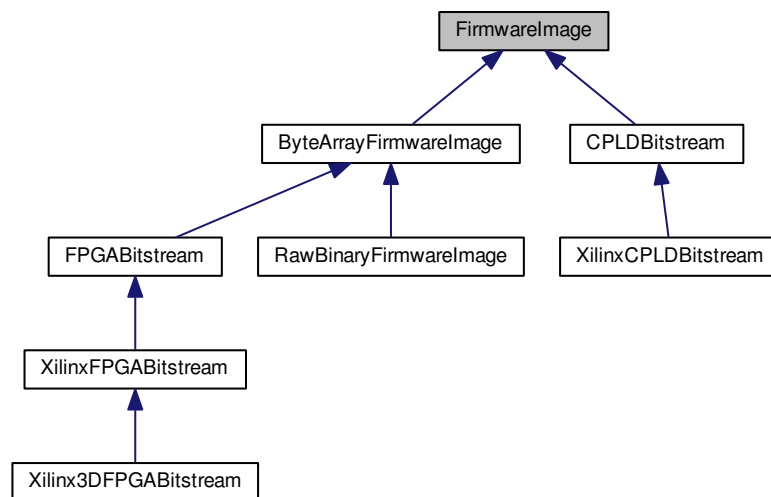 FirmwareImage
ByteArrayFirmwareImage
CPLDBitstream
FPGABitstream
RawBinaryFirmwareImage
XilinxCPLDBitstream
XilinxFPGABitstream
Xilinx3DFPGABitstream